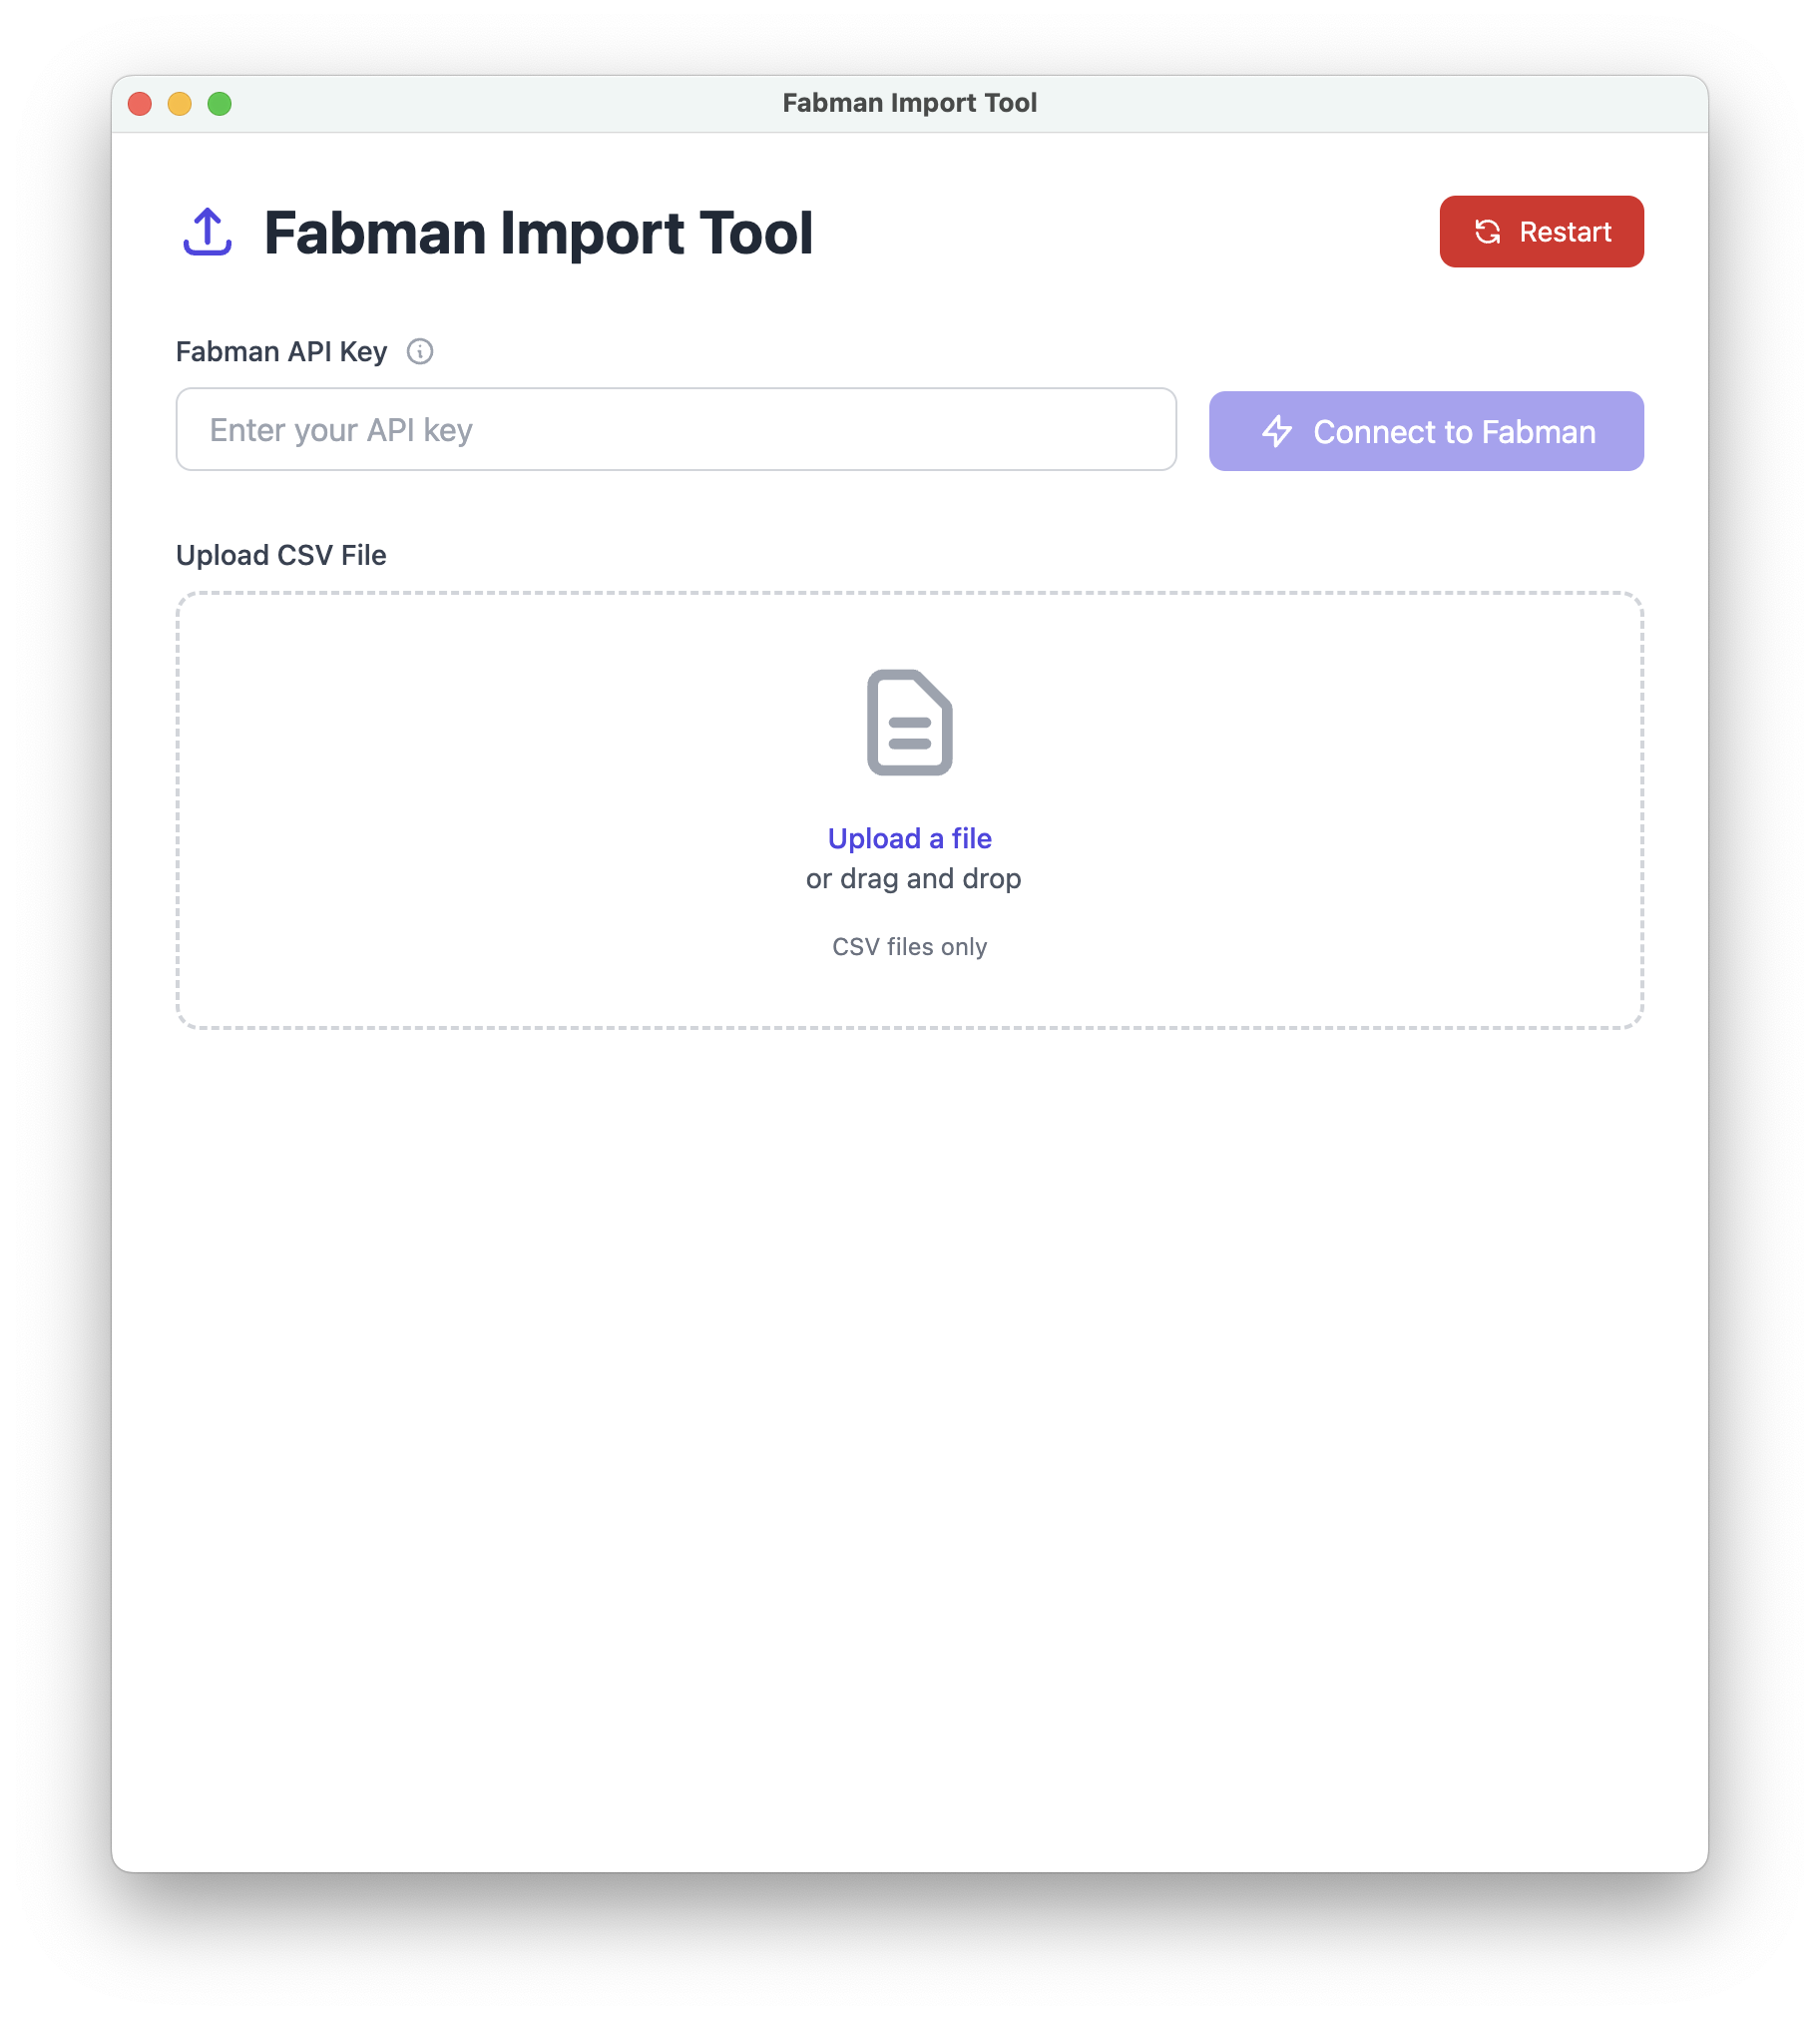 Fabman Import Tool
Fabman Import Tool
Restart
Fabman API Key
Enter your API key
Connect to Fabman
Upload CSV File
Upload a file
or drag and drop
CSV files only